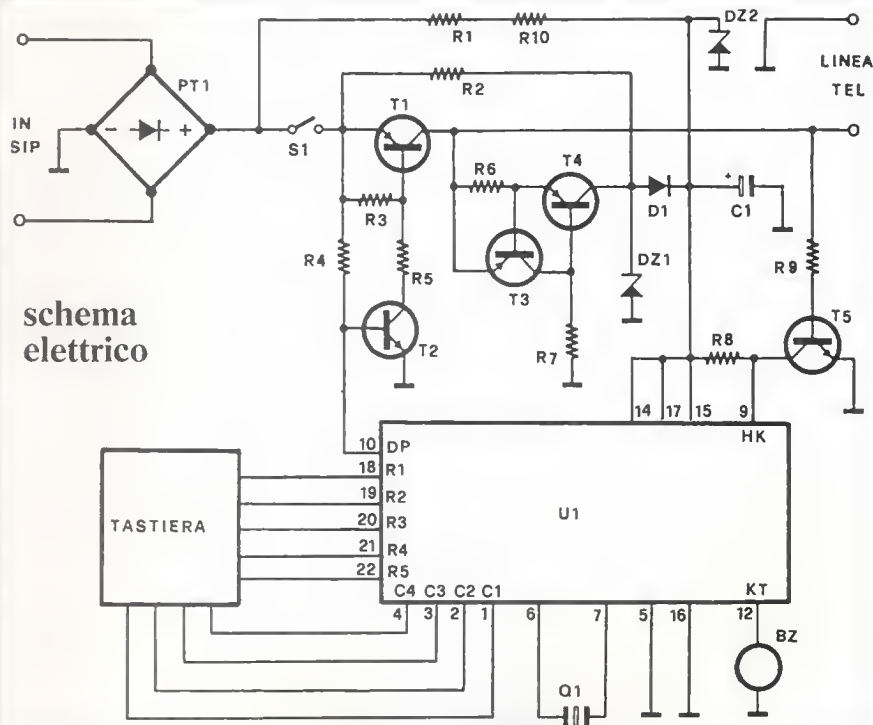 R1
R10
DZ2
LINEA
TEL
PT1
R2
IN
SIP
- +
S1
T1
R6
T4
D1
+
C1
R3
R4
R5
T3
DZ1
R9
T5
schema
elettrico
T2
R7
R8
14
17
15
9
HK
10
DP
18
R1
19
R2
TASTIERA
20
R3
U1
21
R4
22
R5
C4
C3
C2
C1
KT
4
3
2
1
6
7
5
16
12
BZ
Q1